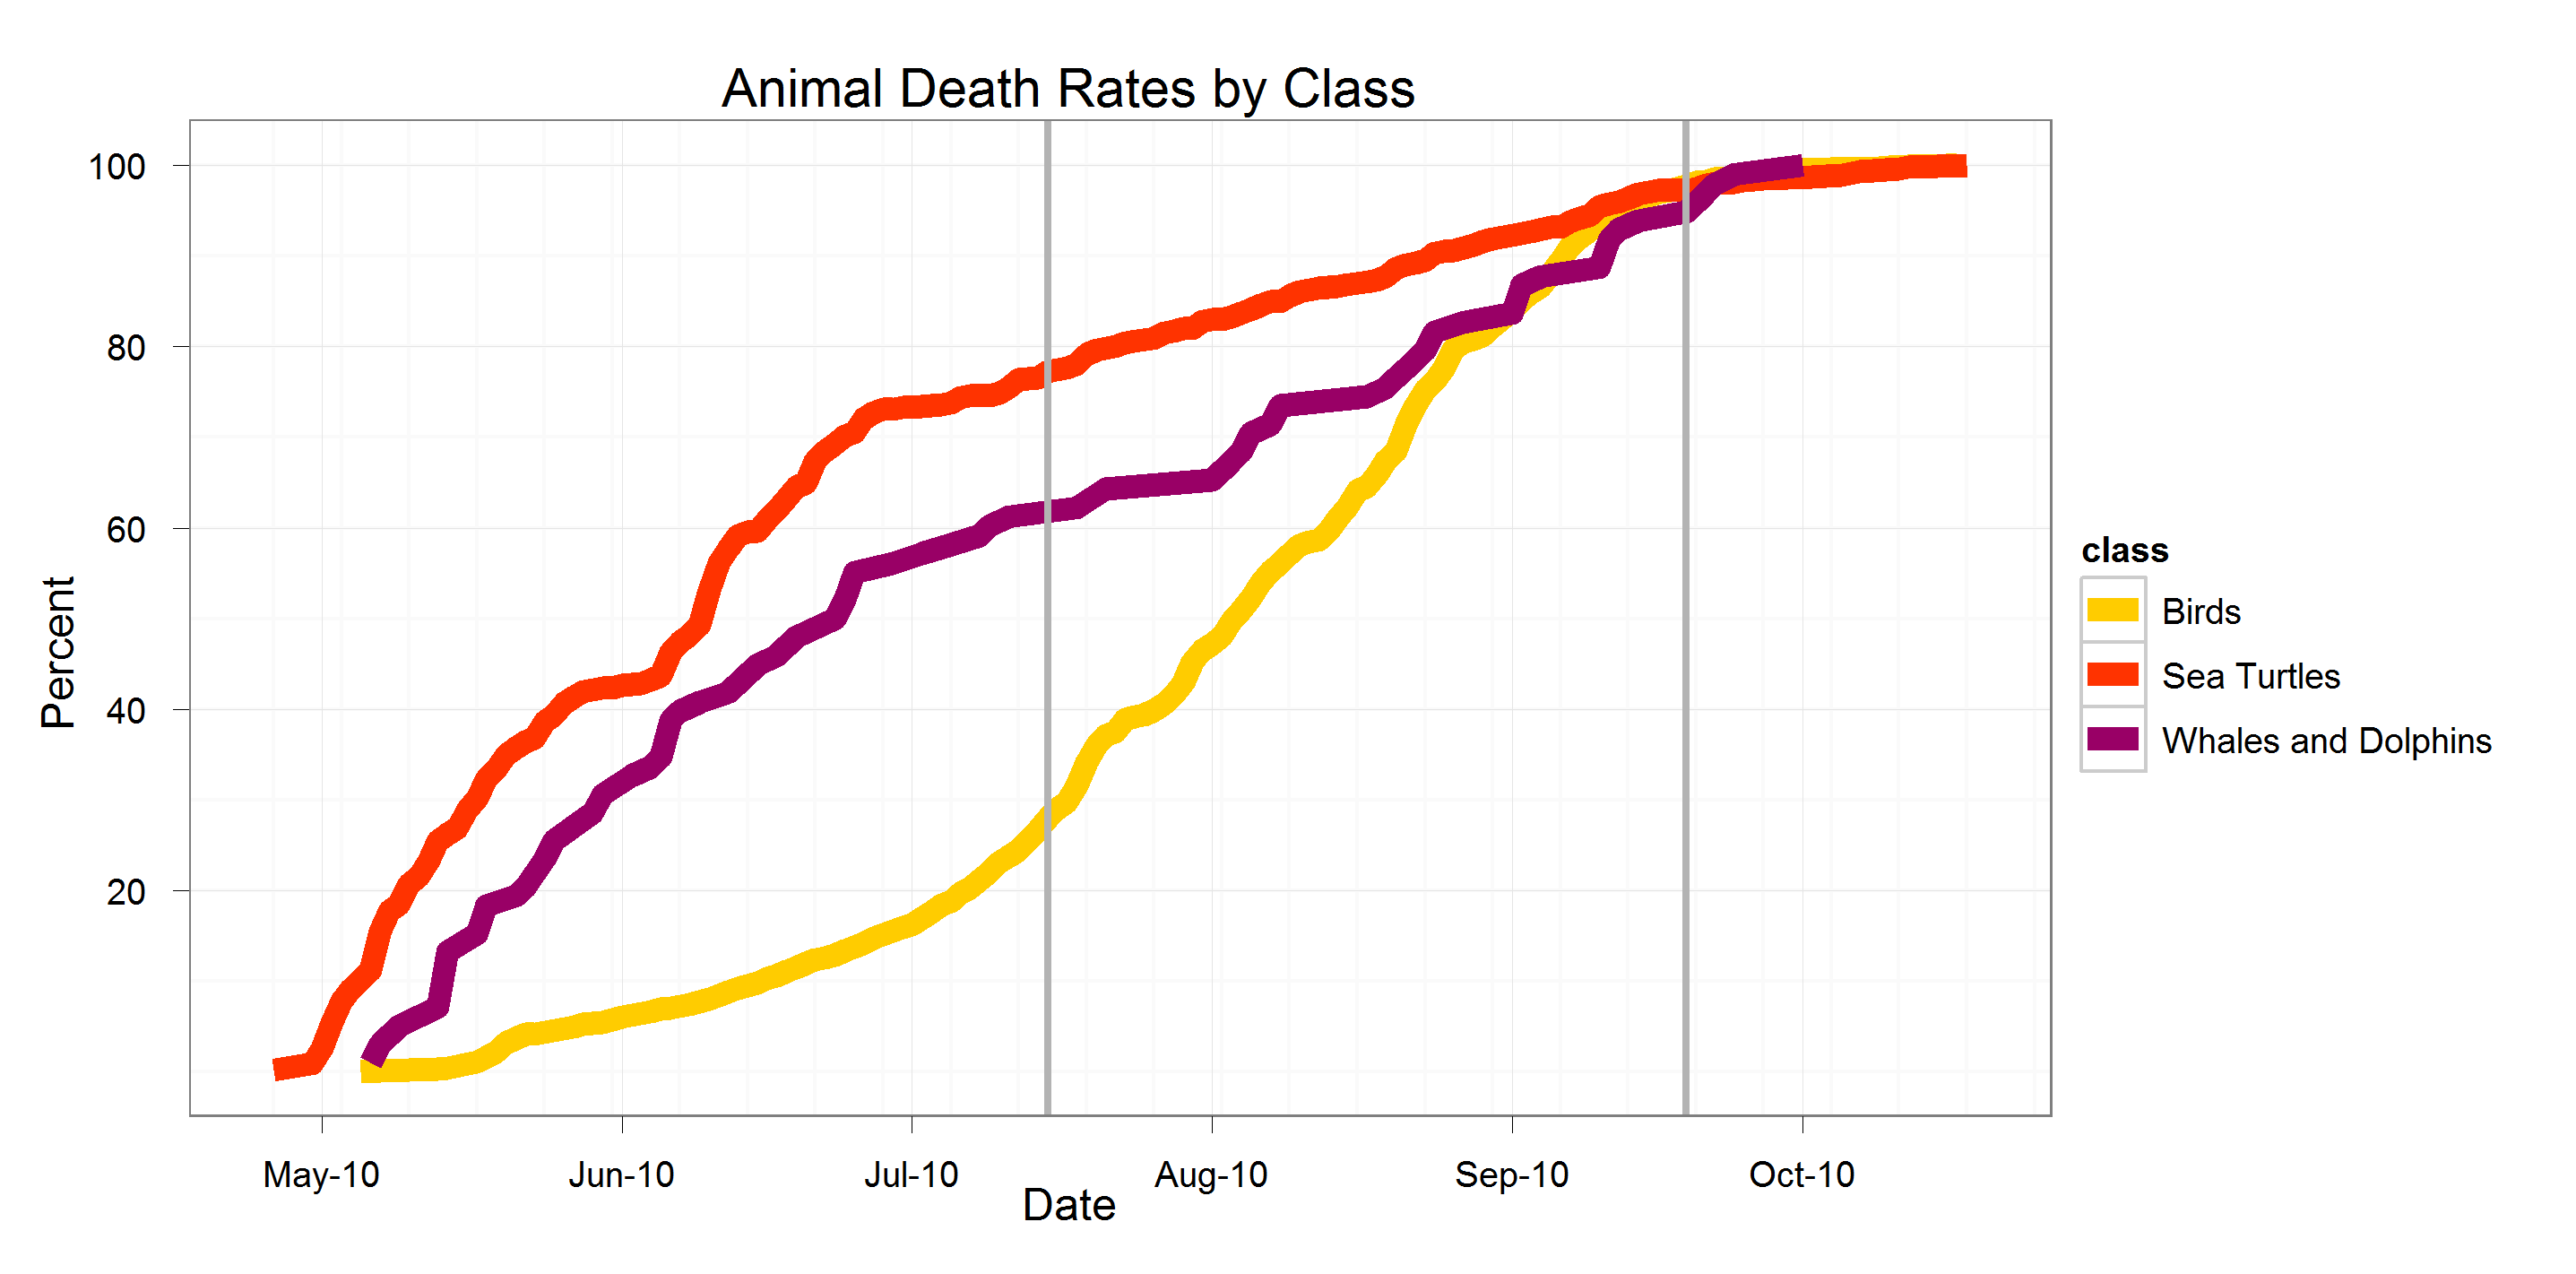 Animal Death Rates by Class
Percent
100
80
60
40
20
May-10 Jun-10 Jul-10 Aug-10 Sep-10 Oct-10
Date
class
Birds
Sea Turtles
Whales and Dolphins